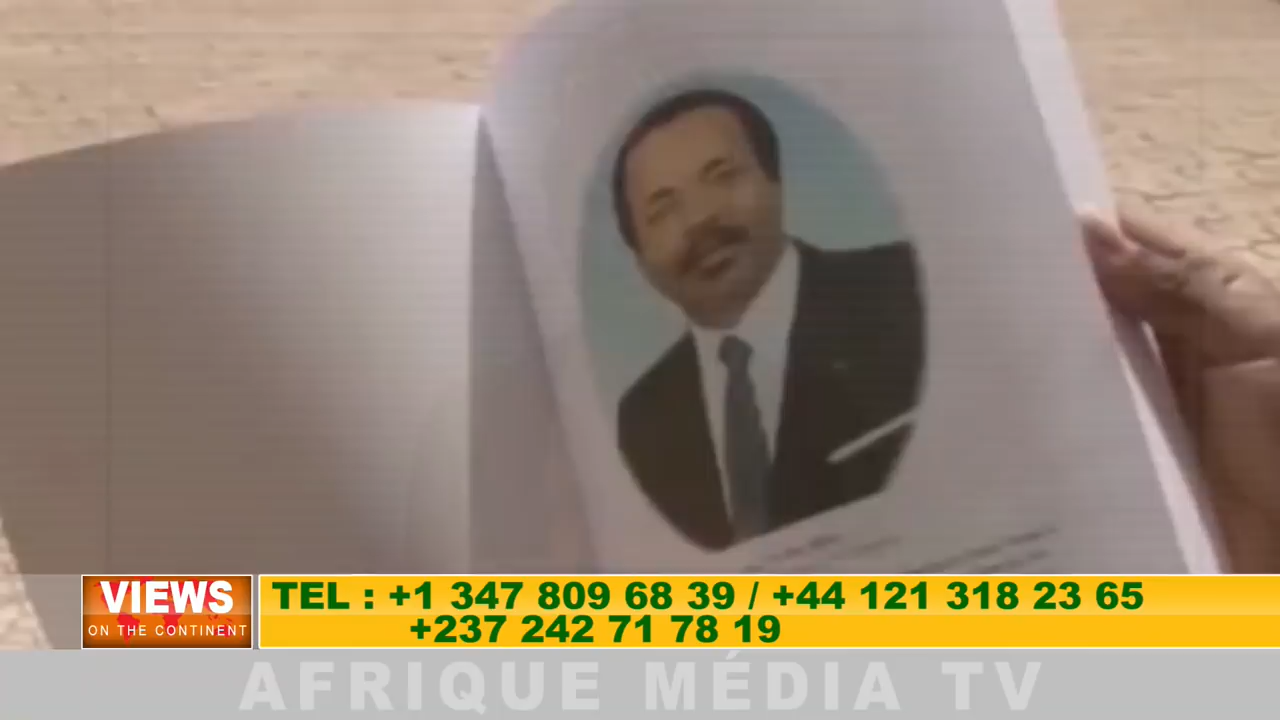 VIEWS
ON THE CONTINENT
TEL : +1 347 809 68 39 / +44 121 318 23 65
+237 242 71 78 19
AFRIQUE MÉDIA TV